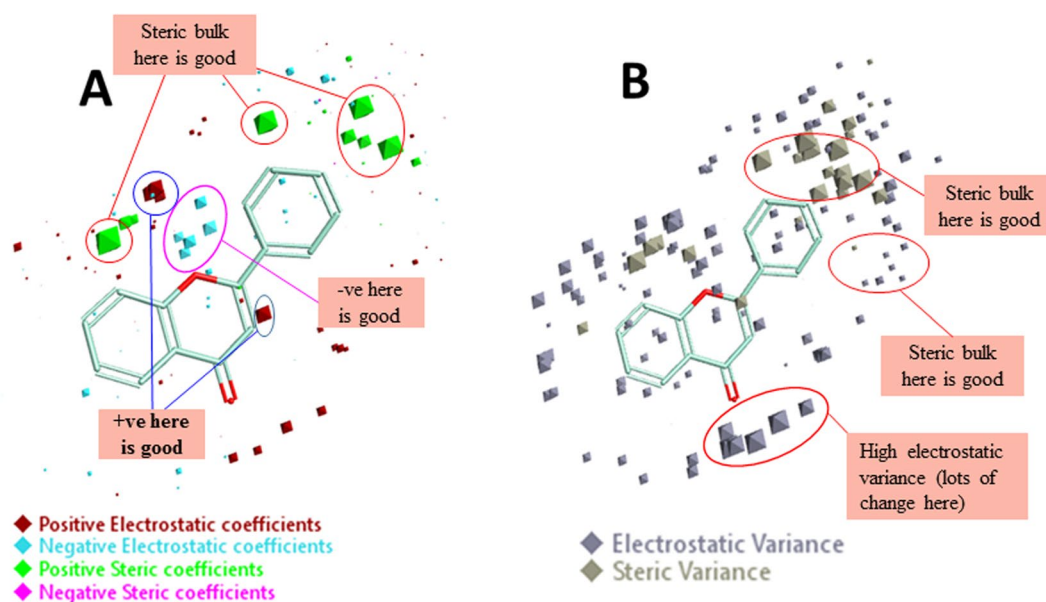 Steric bulk
here is good
A
-ve here
is good
+ve here
is good
Positive Electrostatic coefficients
Negative Electrostatic coefficients
Positive Steric coefficients
Negative Steric coefficients
B
Steric bulk
here is good
Steric bulk
here is good
High electrostatic
variance (lots of
change here)
Electrostatic Variance
Steric Variance